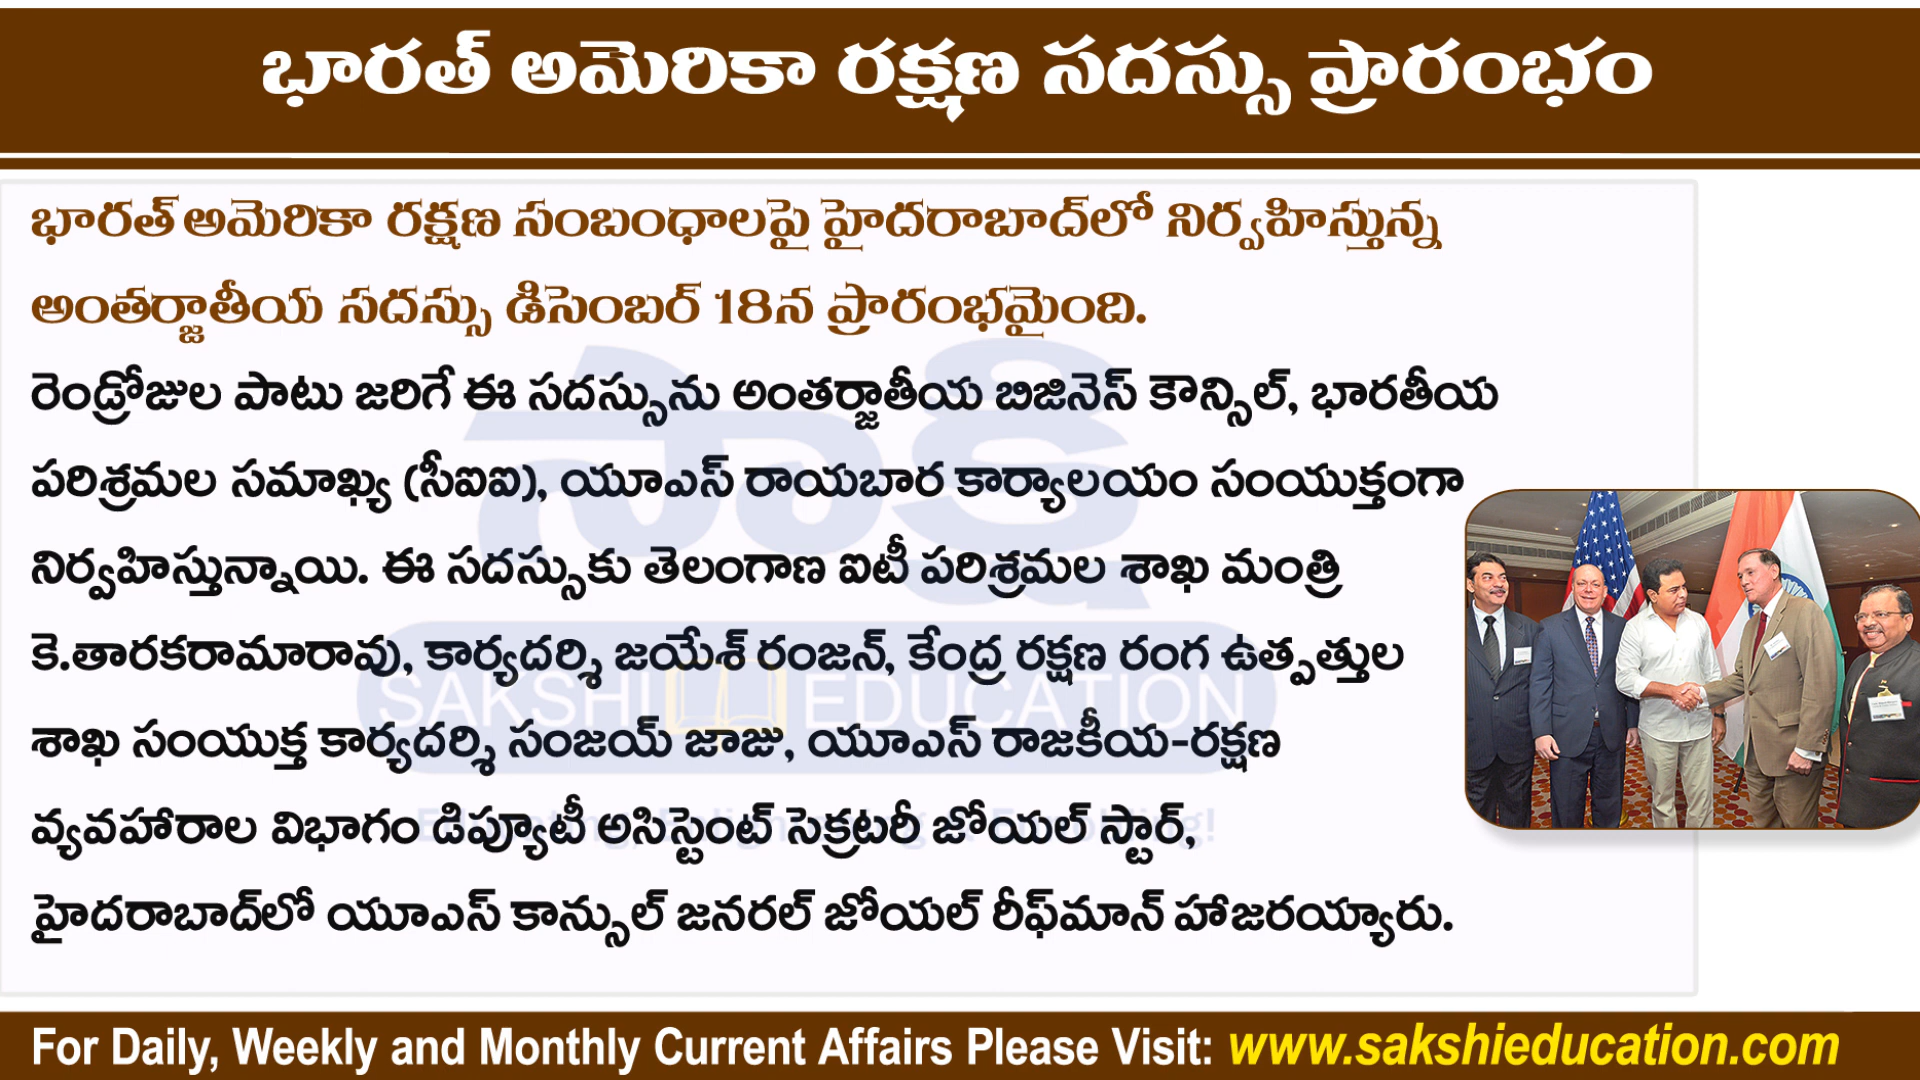 భారత్ అమెరికా రక్షణ సదస్సు ప్రారంభం
భారత్ అమెరికా రక్షణ సంబంధాలపై హైదరాబాద్‌లో నిర్వహిస్తున్న
అంతర్జాతీయ సదస్సు డిసెంబర్ 18న ప్రారంభమైంది.
రెండ్రోజుల పాటు జరిగే ఈ సదస్సును అంతర్జాతీయ బిజినెస్ కౌన్సిల్, భారతీయ
పరిశ్రమల సమాఖ్య (సీఐఐ), యూఎస్ రాయబార కార్యాలయం సంయుక్తంగా
నిర్వహిస్తున్నాయి. ఈ సదస్సుకు తెలంగాణ ఐటీ పరిశ్రమల శాఖ మంత్రి
కె.తారకరామారావు, కార్యదర్శి జయేశ్ రంజన్, కేంద్ర రక్షణ రంగ ఉత్పత్తుల
శాఖ సంయుక్త కార్యదర్శి సంజయ్ జాజు, యూఎస్ రాజకీయ-రక్షణ
వ్యవహారాల విభాగం డిప్యూటీ అసిస్టెంట్ సెక్రటరీ జోయల్ స్టార్,
హైదరాబాద్‌లో యూఎస్ కాన్సుల్ జనరల్ జోయల్ రీఫ్‌మాన్ హాజరయ్యారు.
సాక్షి
SAKSHI EDUCATION
For Daily, Weekly and Monthly Current Affairs Please Visit: www.sakshieducation.com